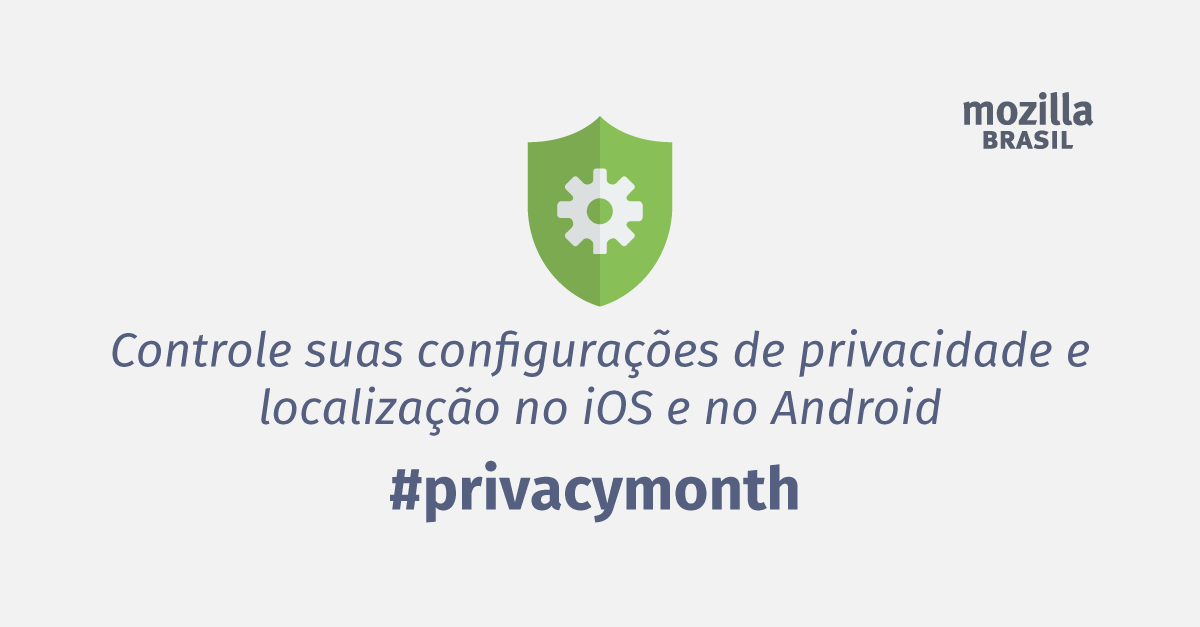 mozilla
BRASIL
Controle suas configurações de privacidade e
localização no iOS e no Android
#privacymonth